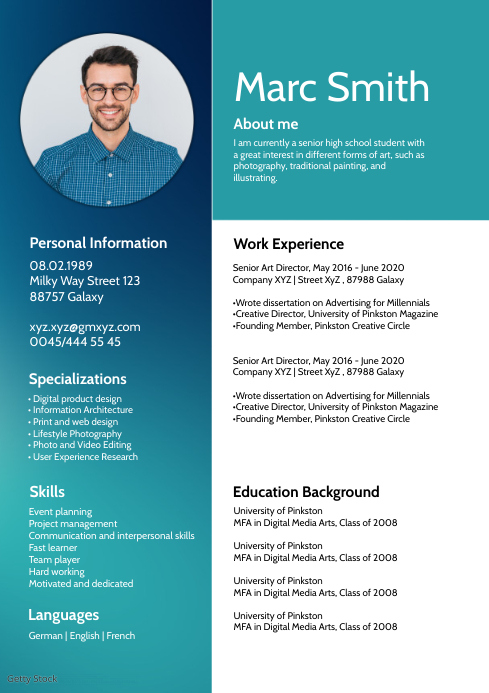 Marc Smith
About me
I am currently a senior high school student with
a great interest in different forms of art, such as
photography, traditional painting, and
illustrating.
Personal Information
08.02.1989
Milky Way Street 123
88757 Galaxy
xyz.xyz@gmxyz.com
0045/444 55 45
Specializations
• Digital product design
• Information Architecture
• Print and web design
• Lifestyle Photography
• Photo and Video Editing
• User Experience Research
Skills
Event planning
Project management
Communication and interpersonal skills
Fast learner
Team player
Hard working
Motivated and dedicated
Languages
German | English | French
Work Experience
Senior Art Director, May 2016 - June 2020
Company XYZ | Street XyZ , 87988 Galaxy
•Wrote dissertation on Advertising for Millennials
•Creative Director, University of Pinkston Magazine
•Founding Member, Pinkston Creative Circle
Senior Art Director, May 2016 - June 2020
Company XYZ | Street XyZ , 87988 Galaxy
•Wrote dissertation on Advertising for Millennials
•Creative Director, University of Pinkston Magazine
•Founding Member, Pinkston Creative Circle
Education Background
University of Pinkston
MFA in Digital Media Arts, Class of 2008
University of Pinkston
MFA in Digital Media Arts, Class of 2008
University of Pinkston
MFA in Digital Media Arts, Class of 2008
University of Pinkston
MFA in Digital Media Arts, Class of 2008
Getty Stock